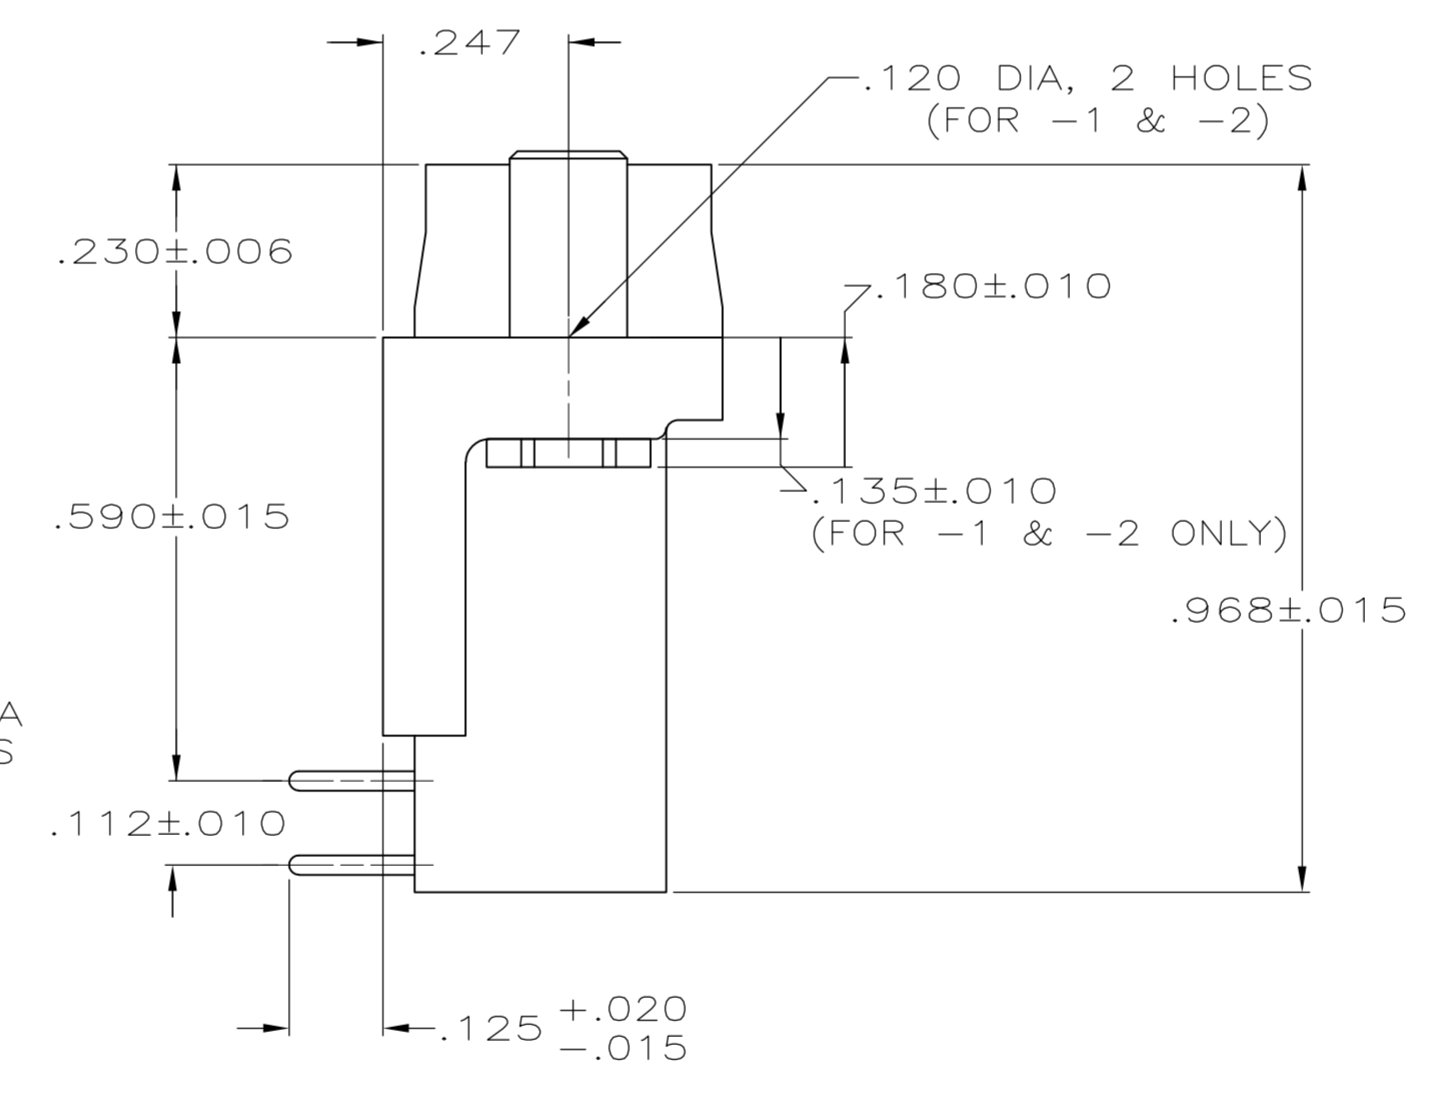 .247
.120 DIA, 2 HOLES
(FOR -1 & -2)
.230±.006
.180±.010
.135±.010
(FOR -1 & -2 ONLY)
.590±.015
.968±.015
A
S
.112±.010
.125 +.020
-.015